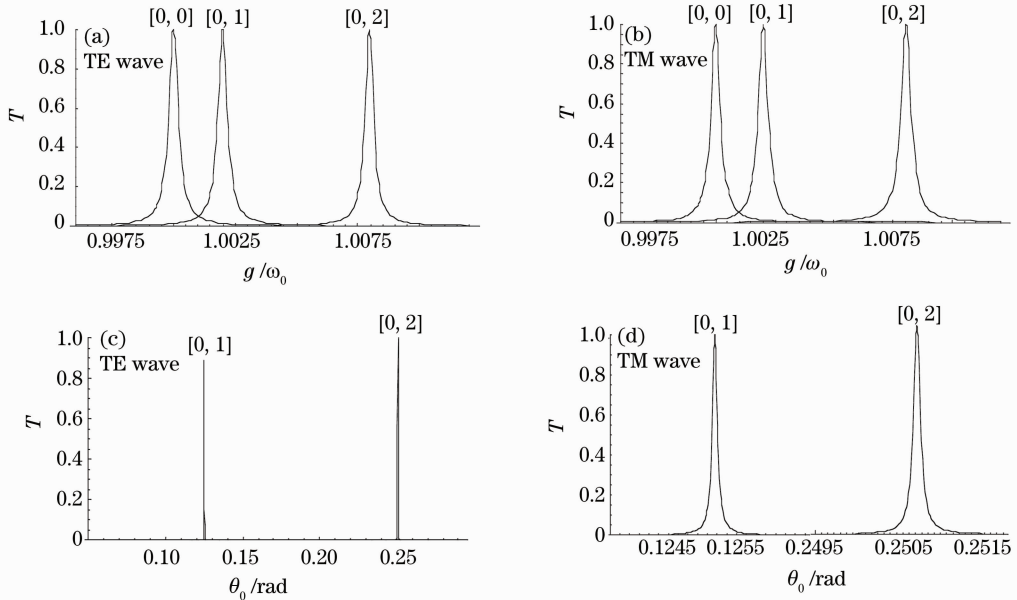 [0, 0] [0, 1] [0, 2]
(a)
TE wave
1.0
0.8
0.6
0.4
0.2
0
T
0.9975 1.0025 1.0075
g/ω0
[0, 0] [0, 1] [0, 2]
(b)
TM wave
1.0
0.8
0.6
0.4
0.2
0
T
0.9975 1.0025 1.0075
g/ω0
[0, 1] [0, 2]
(c)
TE wave
1.0
0.8
0.6
0.4
0.2
0
T
0.10 0.15 0.20 0.25
θ0/rad
[0, 1] [0, 2]
(d)
TM wave
1.0
0.8
0.6
0.4
0.2
0
T
0.1245 0.1255 0.2495 0.2505 0.2515
θ0/rad